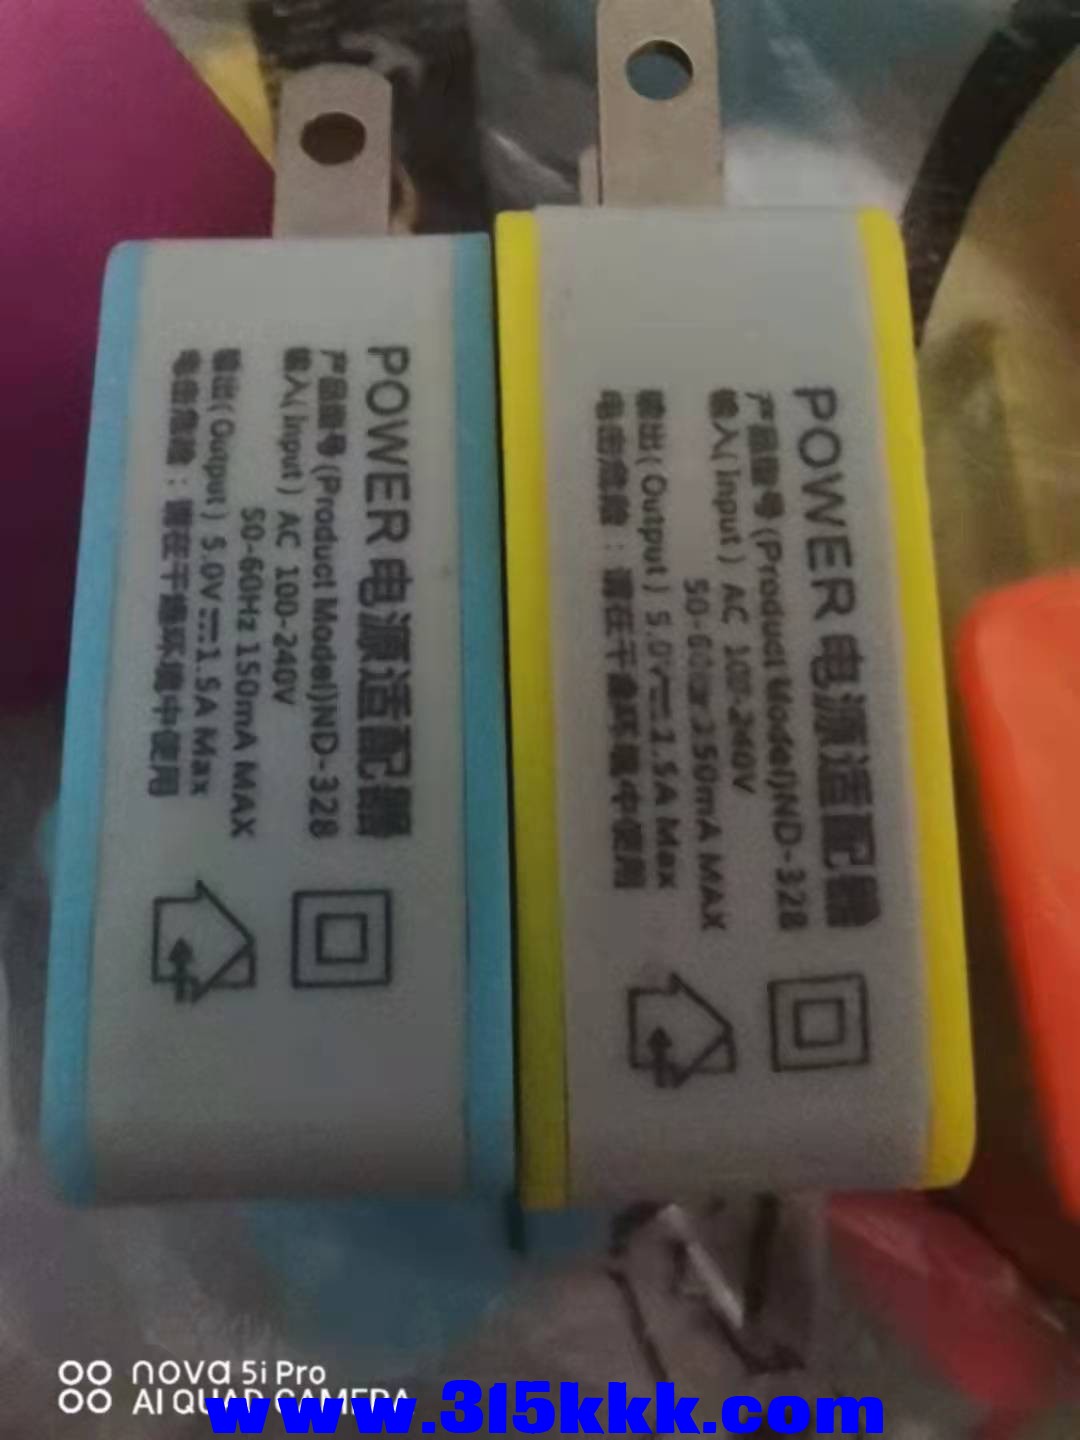 POWER 电源适配器
产品型号(Product Model)ND-328
输入(Input) AC 100-240V
50-60Hz 150mA MAX
输出(Output) 5.0V⎓1.5A Max
电击危险：请在干燥环境中使用
POWER 电源适配器
产品型号(Product Model)ND-328
输入(Input) AC 100-240V
50-60Hz 150mA MAX
输出(Output) 5.0V⎓1.5A Max
电击危险：请在干燥环境中使用
nova 5i Pro
AI QUAD CAMERA
www.315kkk.com